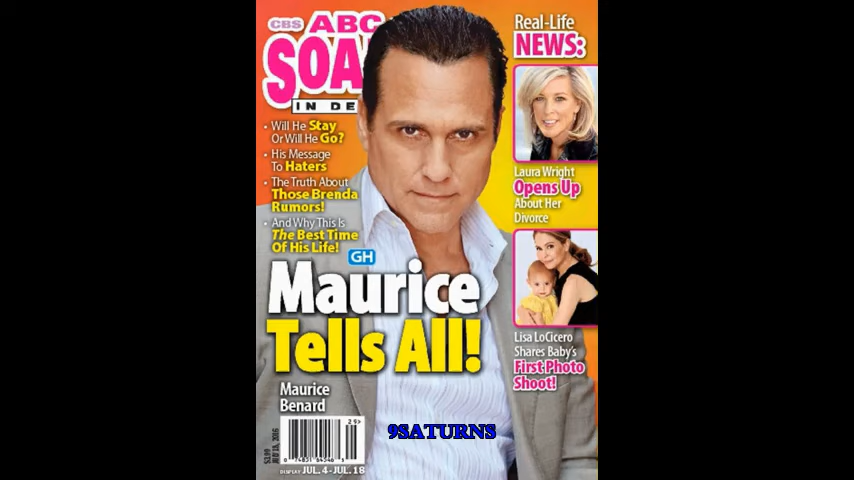 CBS ABC
SOA
IN DE
• Will He Stay
Or Will He Go?
• His Message
To Haters
• The Truth About
Those Brenda
Rumors!
• And Why This Is
The Best Time
Of His Life!
GH
Maurice
Tells All!
Maurice
Benard
Real-Life
NEWS:
Laura Wright
Opens Up
About Her
Divorce
Lisa LoCicero
Shares Baby's
First Photo
Shoot!
29>
DISPLAY JUL. 4-JUL. 18
9SATURNS